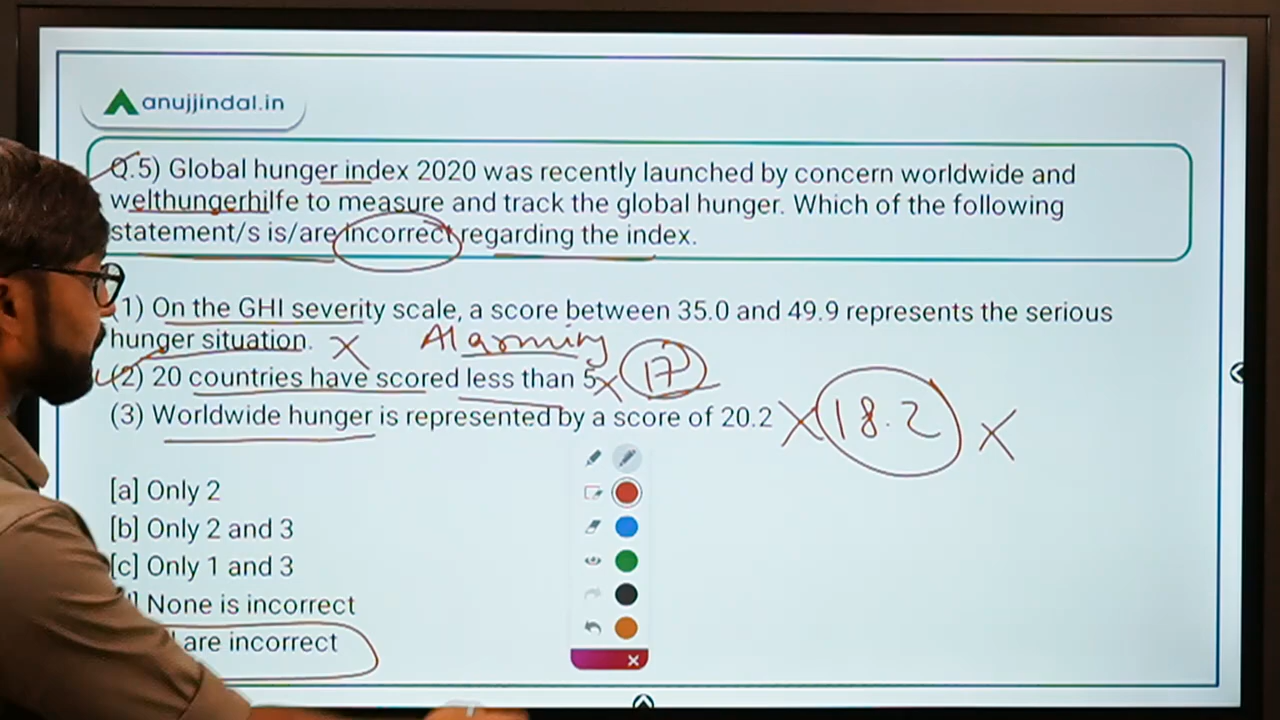 anujjindal.in
Q.5) Global hunger index 2020 was recently launched by concern worldwide and
welthungerhilfe to measure and track the global hunger. Which of the following
statement/s is/are incorrect regarding the index.
1) On the GHI severity scale, a score between 35.0 and 49.9 represents the serious
hunger situation. X Alarming
(2) 20 countries have scored less than 5 X 17
(3) Worldwide hunger is represented by a score of 20.2 X 18.2 X
[a] Only 2
[b] Only 2 and 3
[c] Only 1 and 3
None is incorrect
are incorrect